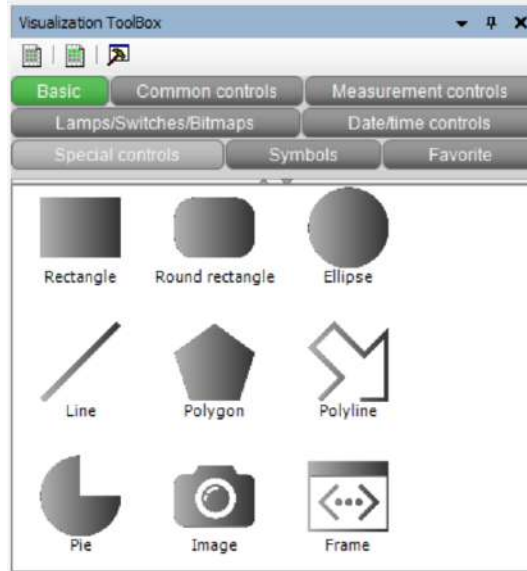 Visualization ToolBox
Basic Common controls Measurement controls
Lamps/Switches/Bitmaps Date/time controls
Special controls Symbols Favorite
Rectangle Round rectangle Ellipse
Line Polygon Polyline
Pie Image Frame